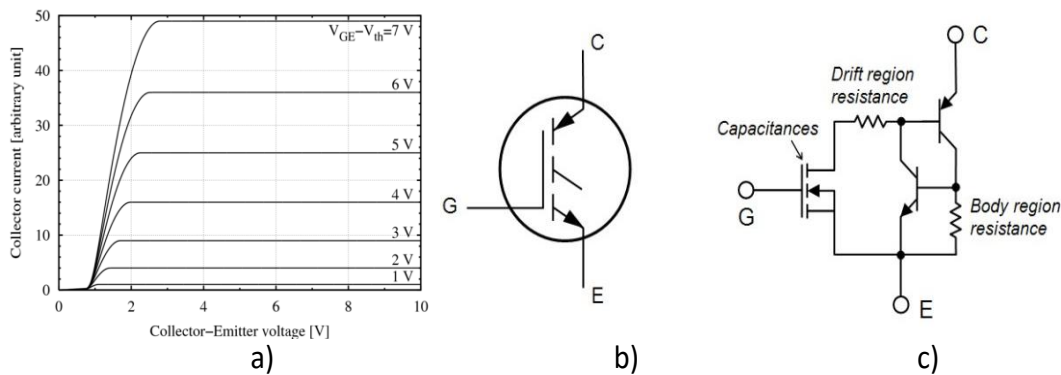 50
40
30
20
10
0
Collector current [arbitrary unit]
V_GE−V_th=7 V
6 V
5 V
4 V
3 V
2 V
1 V
0 2 4 6 8 10
Collector−Emitter voltage [V]
a)
C
G
E
b)
C
Drift region
resistance
Capacitances
G
Body region
resistance
E
c)